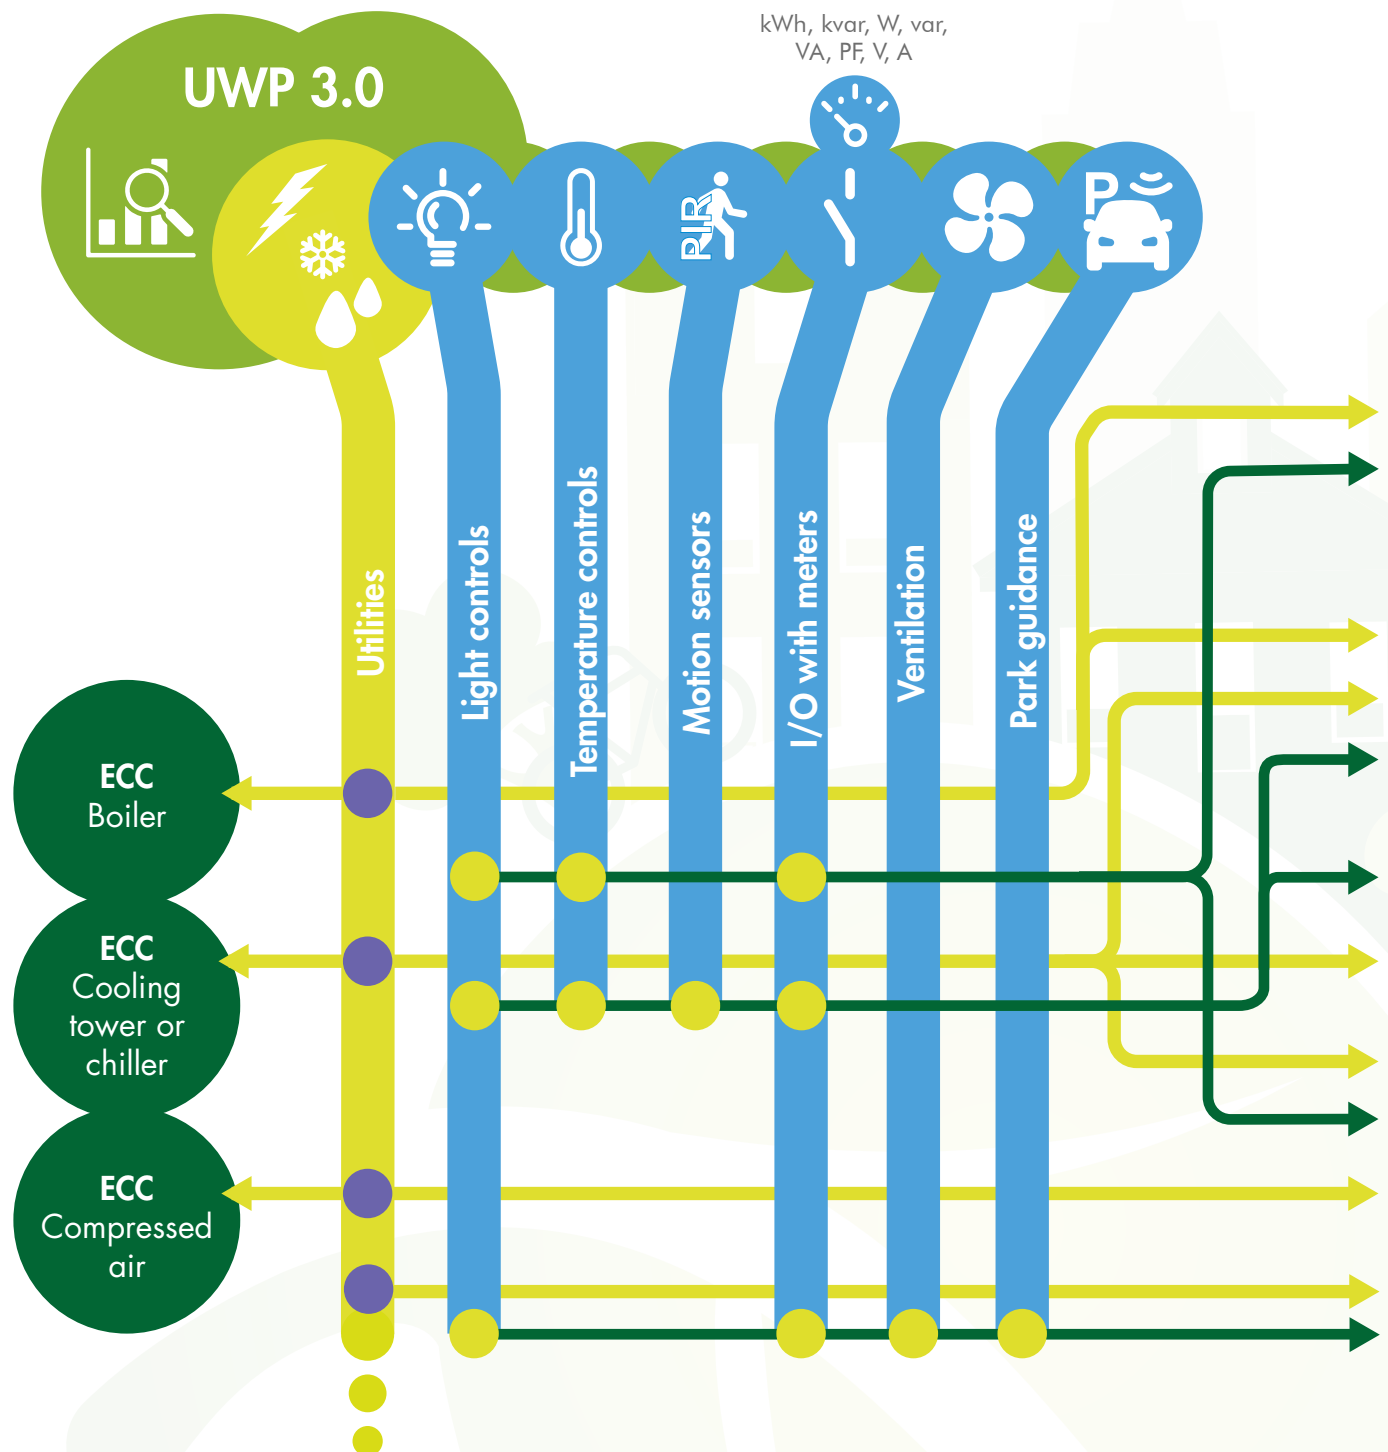 kWh, kvar, W, var,
VA, PF, V, A
UWP 3.0
PIR
P
Utilities
Light controls
Temperature controls
Motion sensors
I/O with meters
Ventilation
Park guidance
ECC
Boiler
ECC
Cooling
tower or
chiller
ECC
Compressed
air